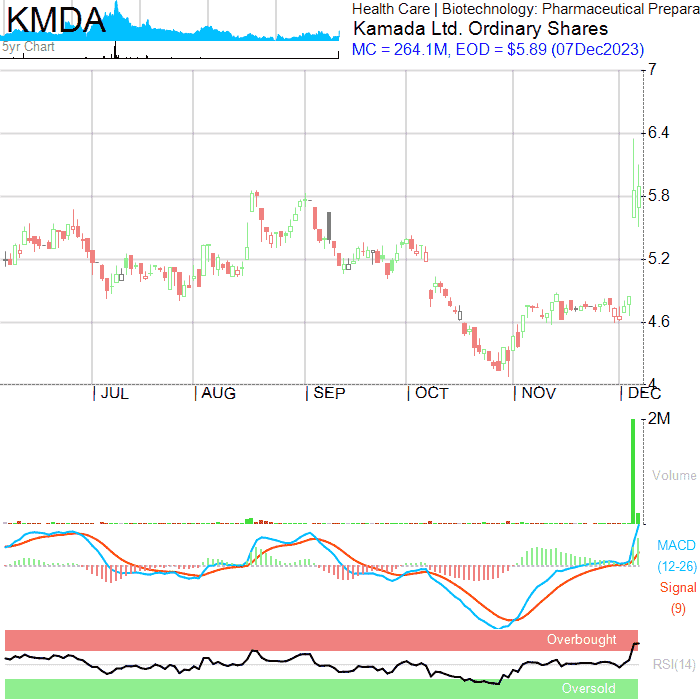 KMDA
5yr Chart
Health Care | Biotechnology: Pharmaceutical Prepara
Kamada Ltd. Ordinary Shares
MC = 264.1M, EOD = $5.89 (07Dec2023)
7
6.4
5.8
5.2
4.6
4
JUL AUG SEP OCT NOV DEC
2M
Volume
MACD
(12-26)
Signal
(9)
Overbought
RSI(14)
Oversold